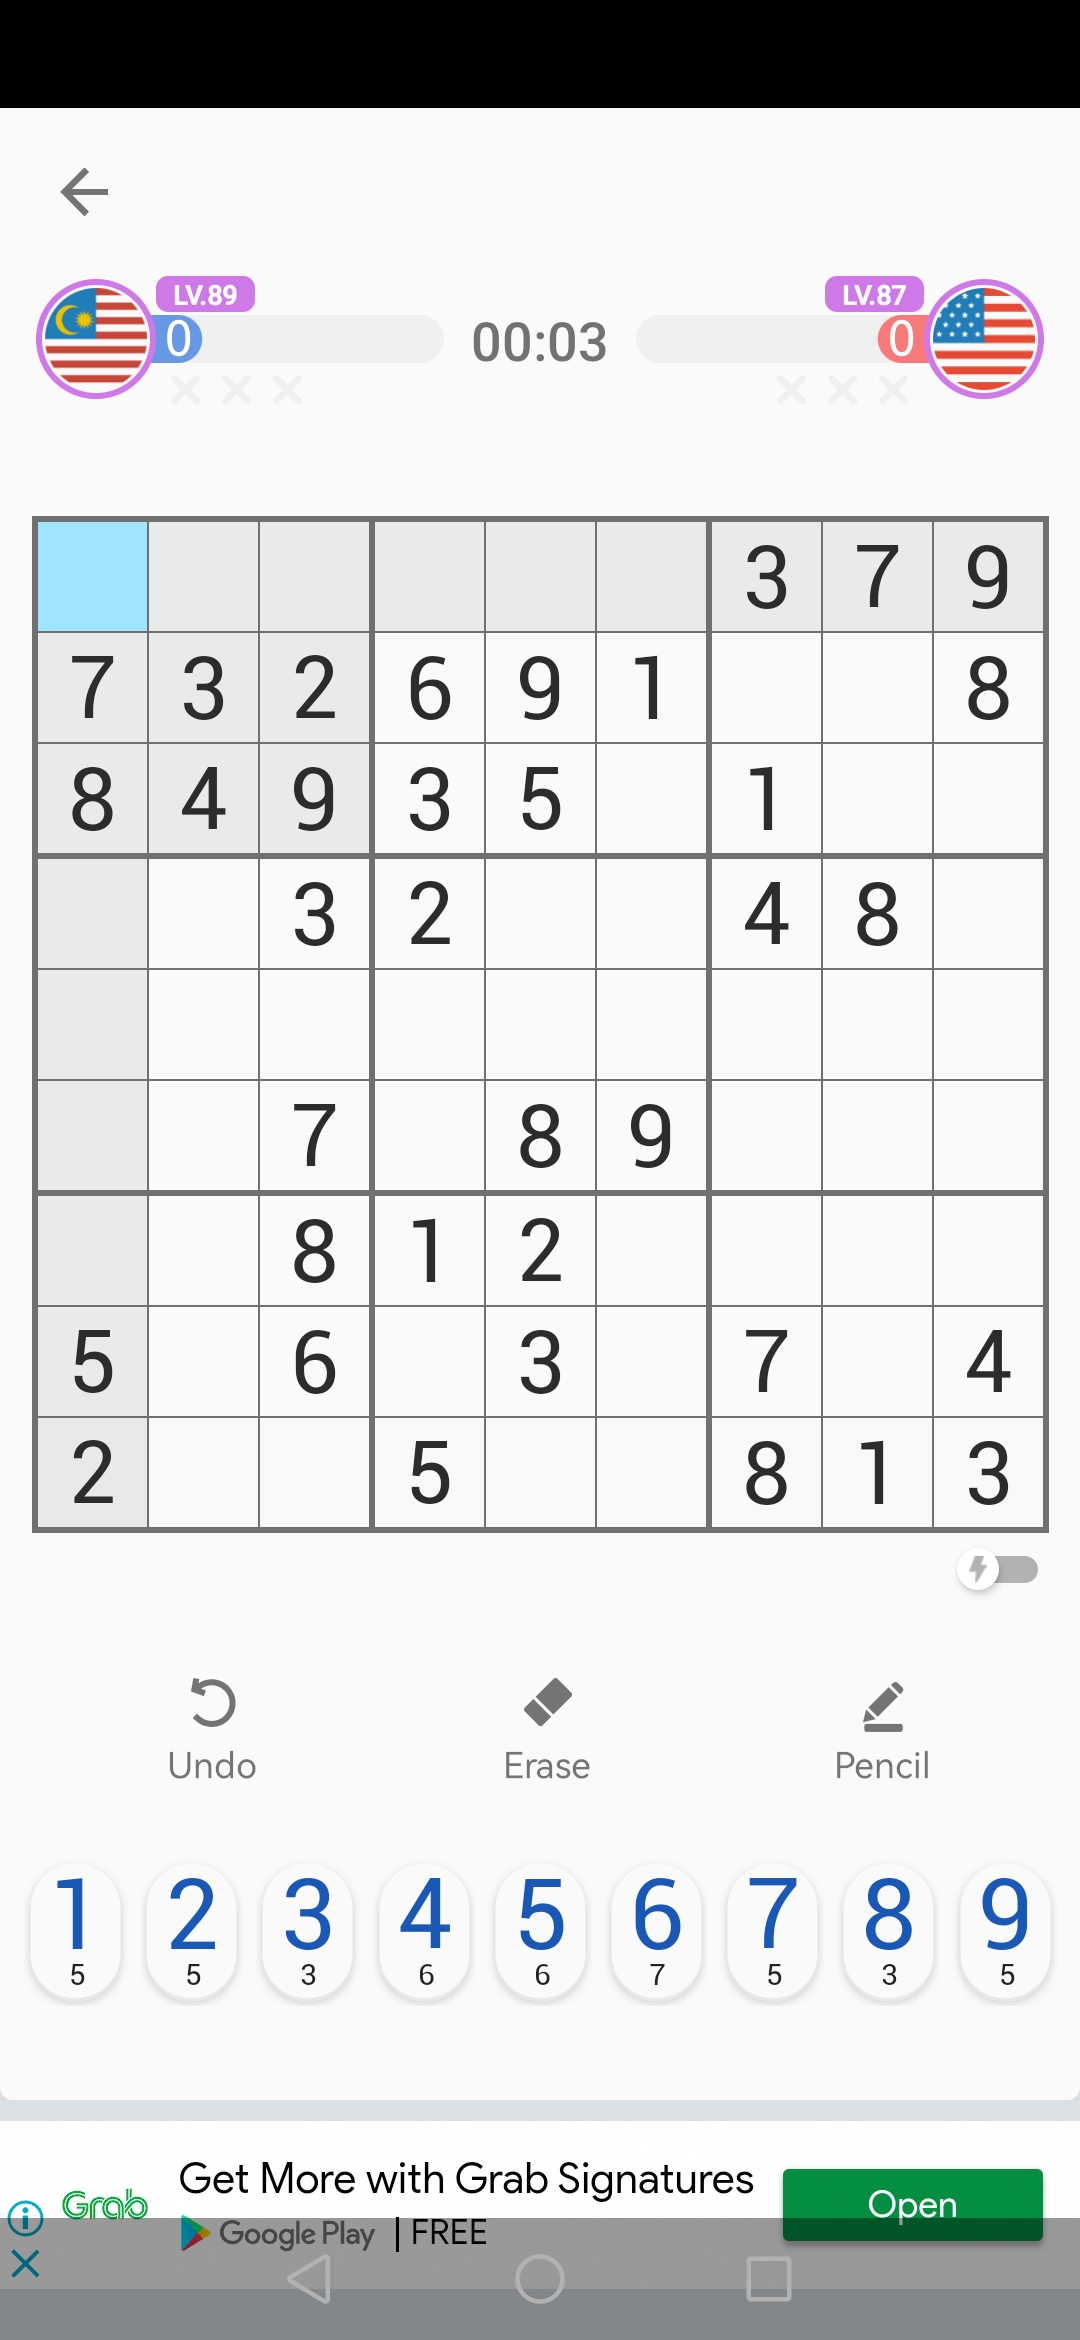 LV.89
LV.87
0
00:03
0
3 7 9
7 3 2 6 9 1 8
8 4 9 3 5 1
3 2 4 8
7 8 9
8 1 2
5 6 3 7 4
2 5 8 1 3
Undo Erase Pencil
1 2 3 4 5 6 7 8 9
5 5 3 6 6 7 5 3 5
Get More with Grab Signatures
Grab
Open
Google Play | FREE